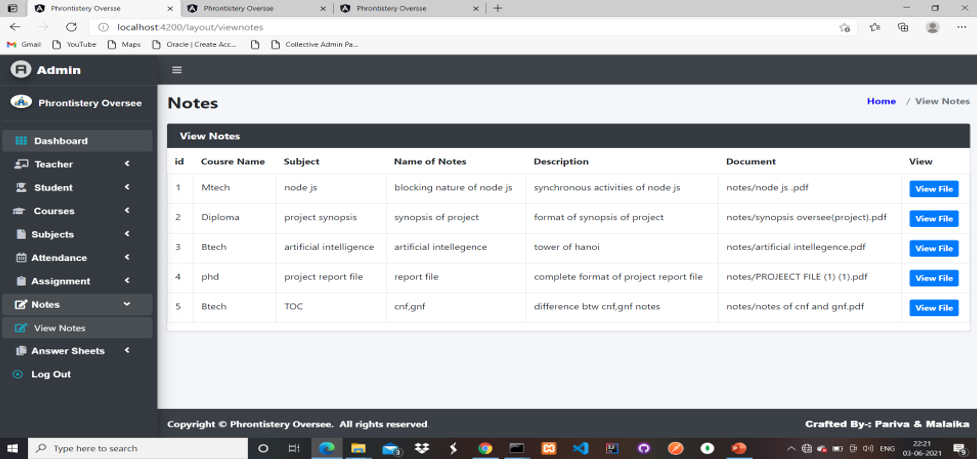 Phrontistery Oversee
Phrontistery Oversee
Phrontistery Oversee
localhost:4200/layout/viewnotes
Gmail YouTube Maps Oracle | Create Acc... Collective Admin Pa...
Admin
Phrontistery Oversee
Dashboard
Teacher
Student
Courses
Subjects
Attendance
Assignment
Notes
View Notes
Answer Sheets
Log Out
Notes
Home / View Notes
View Notes
id Cousre Name Subject Name of Notes Description Document View
1 Mtech node js blocking nature of node js synchronous activities of node js notes/node js .pdf View File
2 Diploma project synopsis synopsis of project format of synopsis of project notes/synopsis oversee(project).pdf View File
3 Btech artificial intelligence artificial intellegence tower of hanoi notes/artificial intellegence.pdf View File
4 phd project report file report file complete format of project report file notes/PROJEECT FILE (1) (1).pdf View File
5 Btech TOC cnf,gnf difference btw cnf,gnf notes notes/notes of cnf and gnf.pdf View File
Copyright © Phrontistery Oversee. All rights reserved.
Crafted By-: Pariva & Malaika
Type here to search
3
ENG
22:21
03-06-2021
9